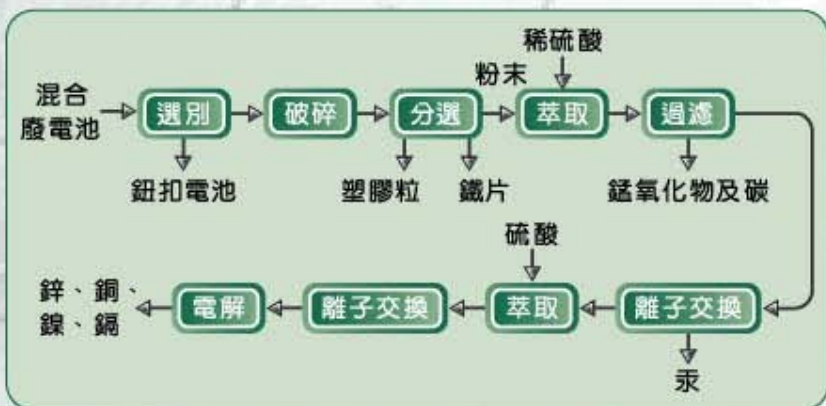 混合
廢電池
選別
鈕扣電池
破碎
分選
塑膠粒
鐵片
粉末
稀硫酸
萃取
過濾
錳氧化物及碳
離子交換
汞
硫酸
萃取
離子交換
電解
鋅、銅、
鎳、鎘